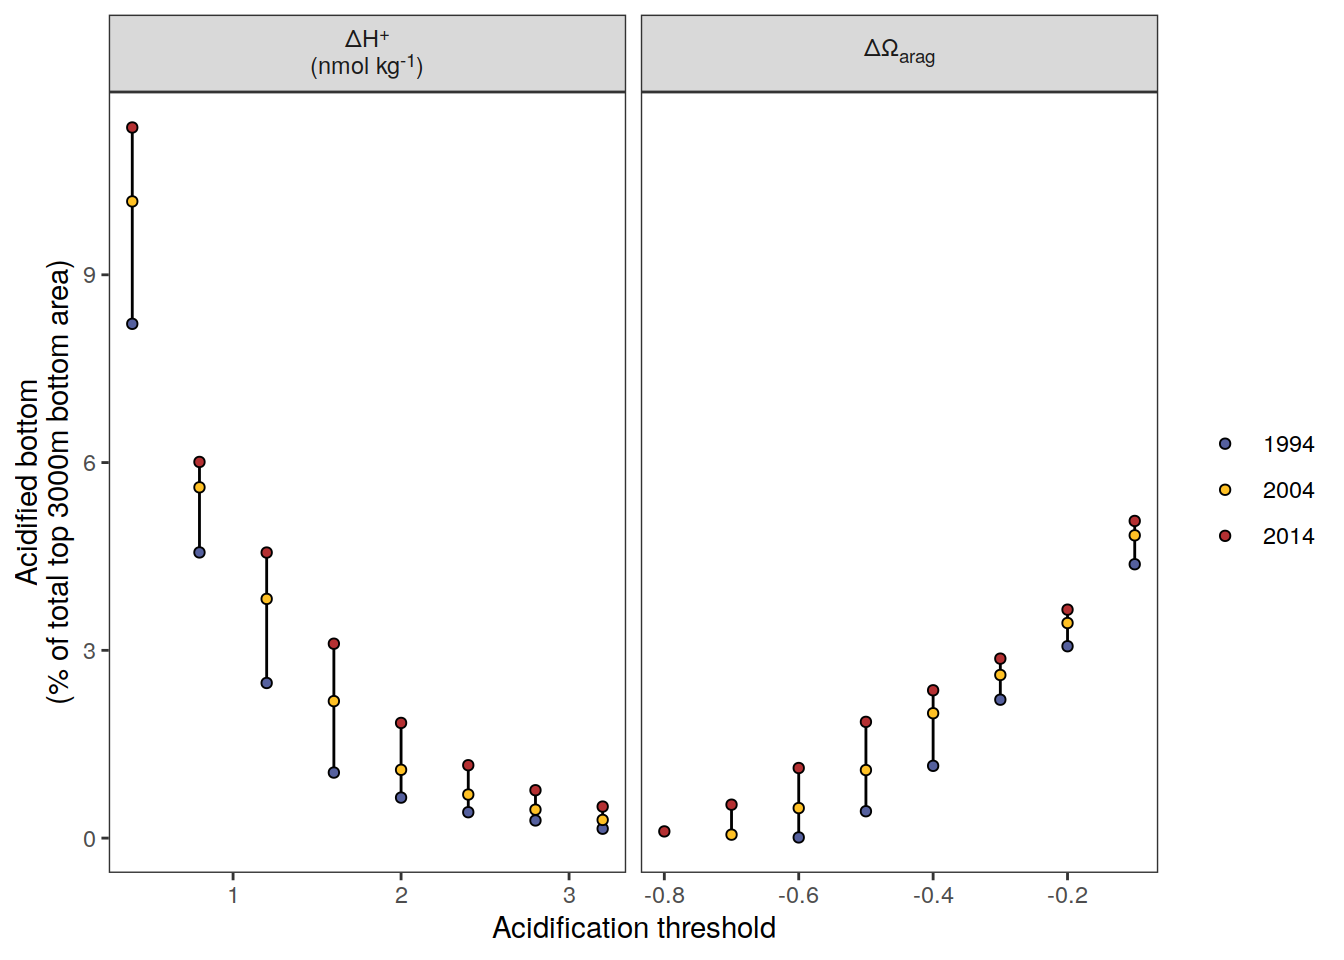 ΔH⁺
(nmol kg⁻¹)
ΔΩarag
Acidified bottom
(% of total top 3000m bottom area)
9
6
3
0
1
2
3
-0.8
-0.6
-0.4
-0.2
Acidification threshold
1994
2004
2014